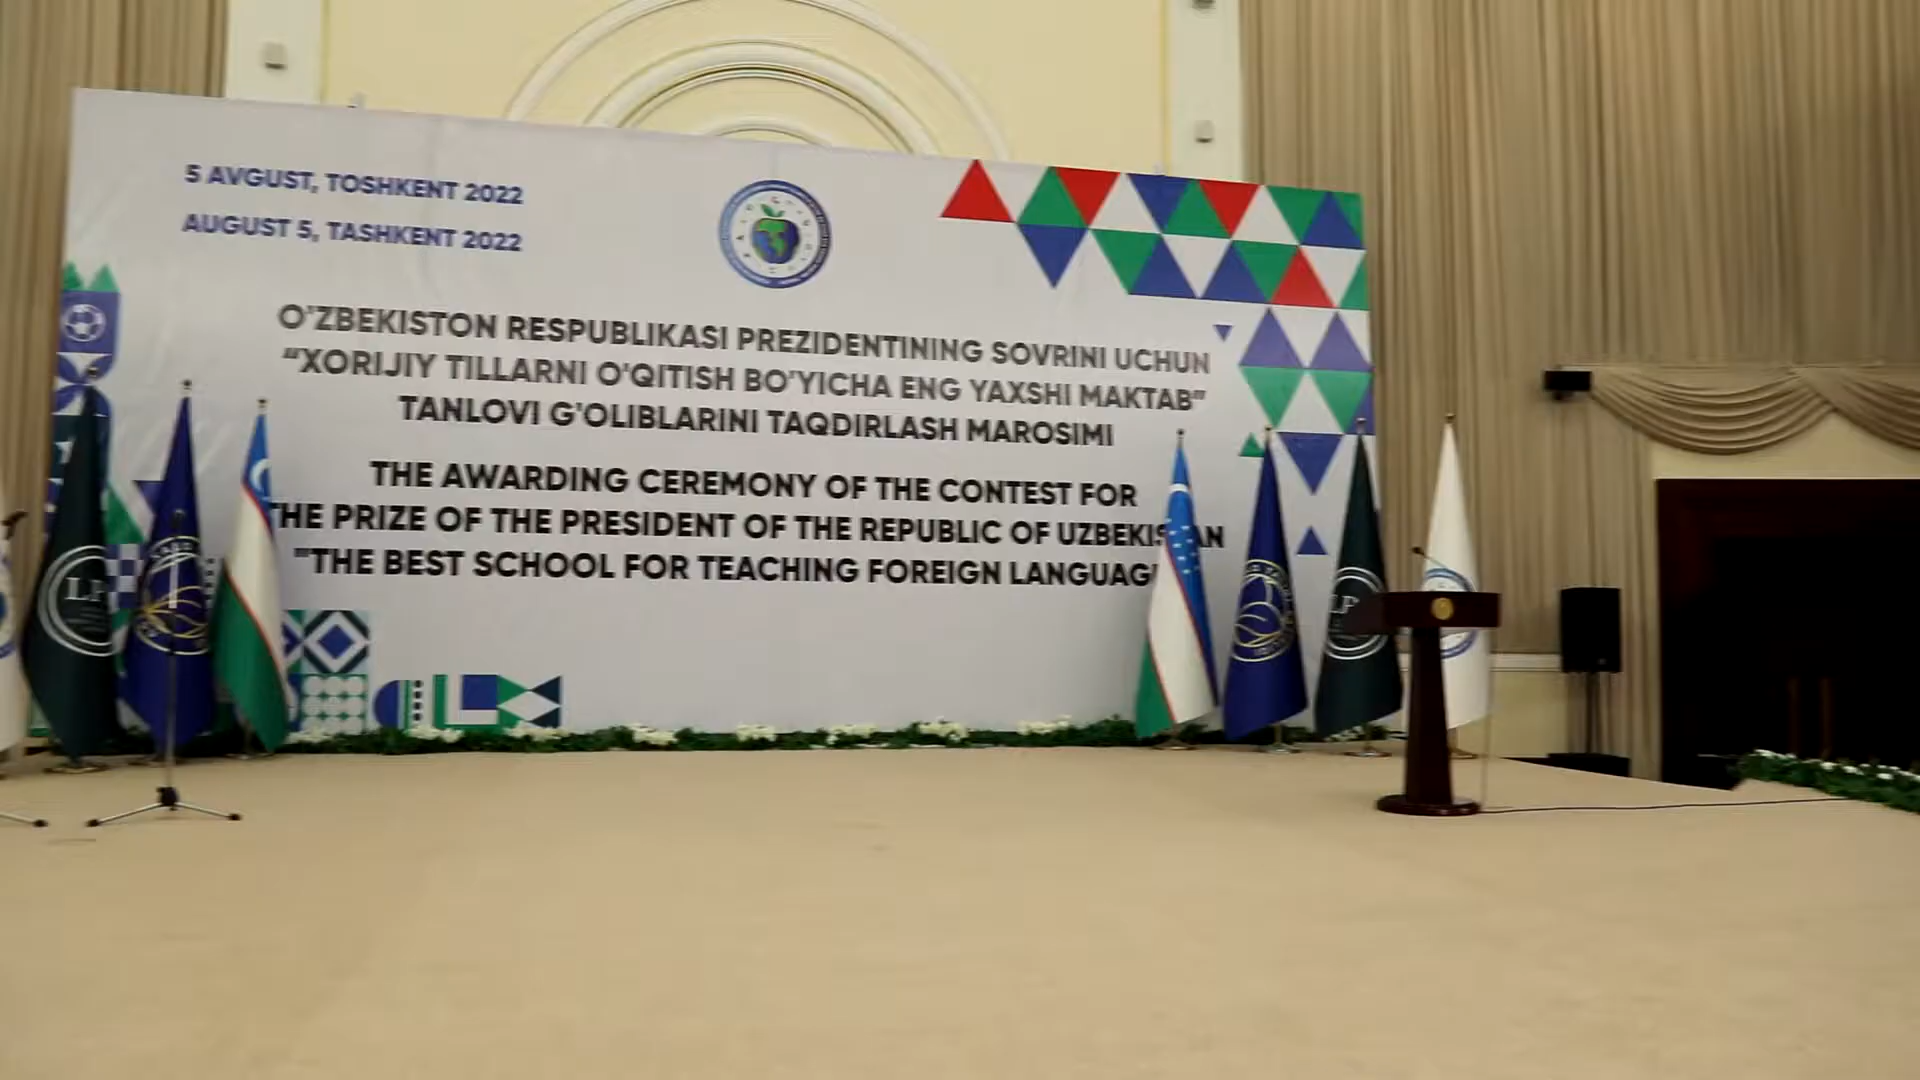 5 AVGUST, TOSHKENT 2022
AUGUST 5, TASHKENT 2022
O'ZBEKISTON RESPUBLIKASI PREZIDENTINING SOVRINI UCHUN
“XORIJIY TILLARNI O'QITISH BO'YICHA ENG YAXSHI MAKTAB”
TANLOVI G'OLIBLARINI TAQDIRLASH MAROSIMI
THE AWARDING CEREMONY OF THE CONTEST FOR
THE PRIZE OF THE PRESIDENT OF THE REPUBLIC OF
"THE BEST SCHOOL FOR TEACHING FOREIGN